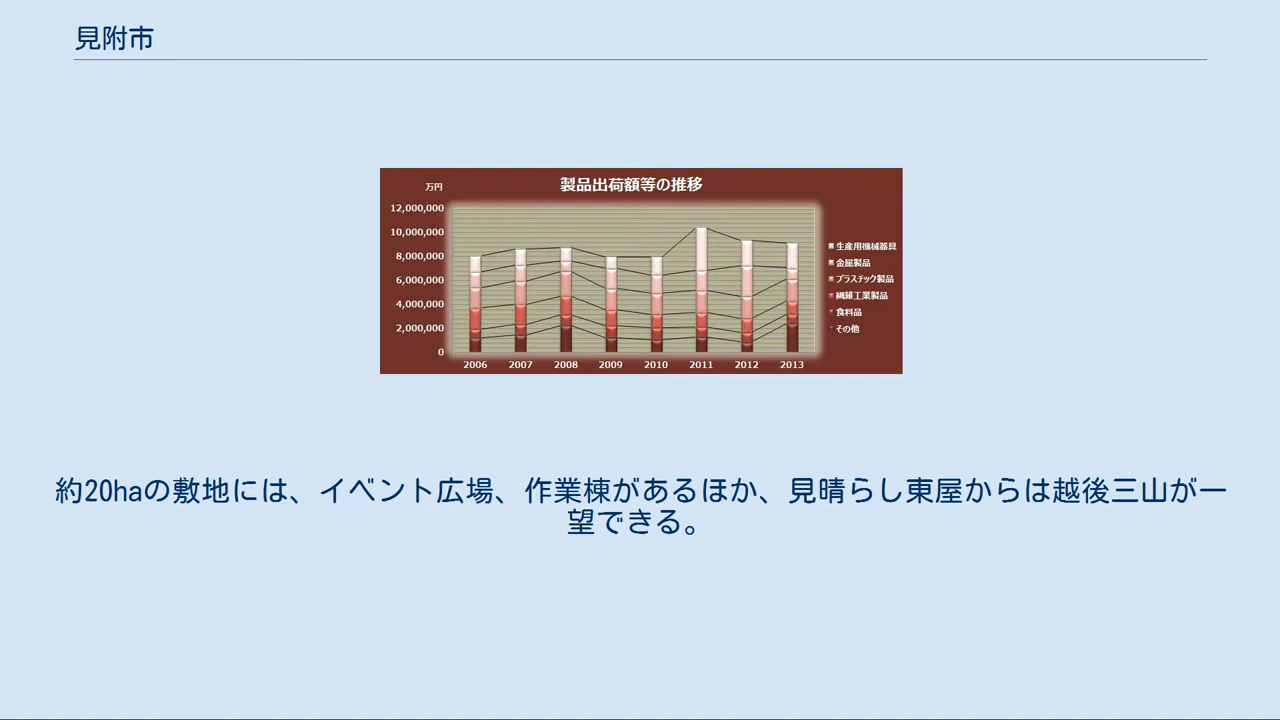 見附市
製品出荷額等の推移
万円
12,000,000
10,000,000
8,000,000
6,000,000
4,000,000
2,000,000
0
2006 2007 2008 2009 2010 2011 2012 2013
生産用機械器具
金属製品
プラスチック製品
繊維工業製品
食料品
その他
約20haの敷地には、イベント広場、作業棟があるほか、見晴らし東屋からは越後三山が一
望できる。